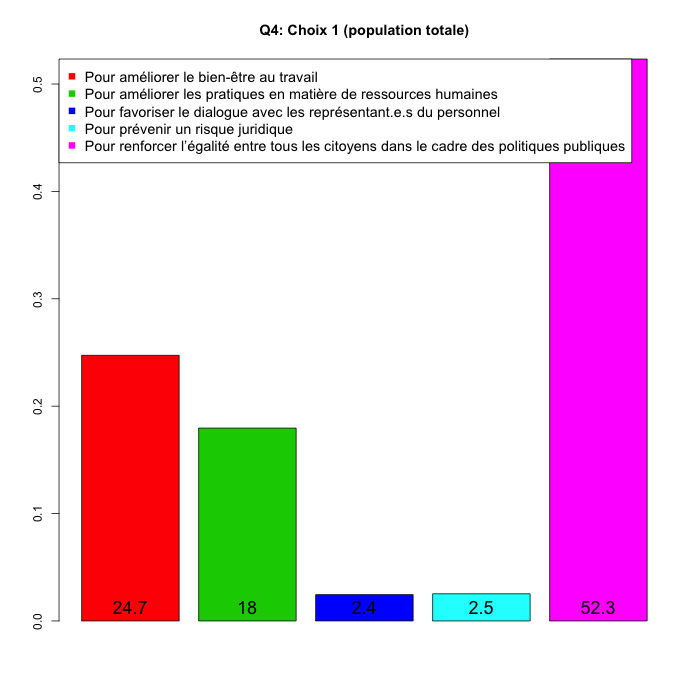 Q4: Choix 1 (population totale)
Pour améliorer le bien-être au travail
Pour améliorer les pratiques en matière de ressources humaines
Pour favoriser le dialogue avec les représentant.e.s du personnel
Pour prévenir un risque juridique
Pour renforcer l'égalité entre tous les citoyens dans le cadre des politiques publiques
0.5
0.4
0.3
0.2
0.1
0.0
24.7 18 2.4 2.5 52.3